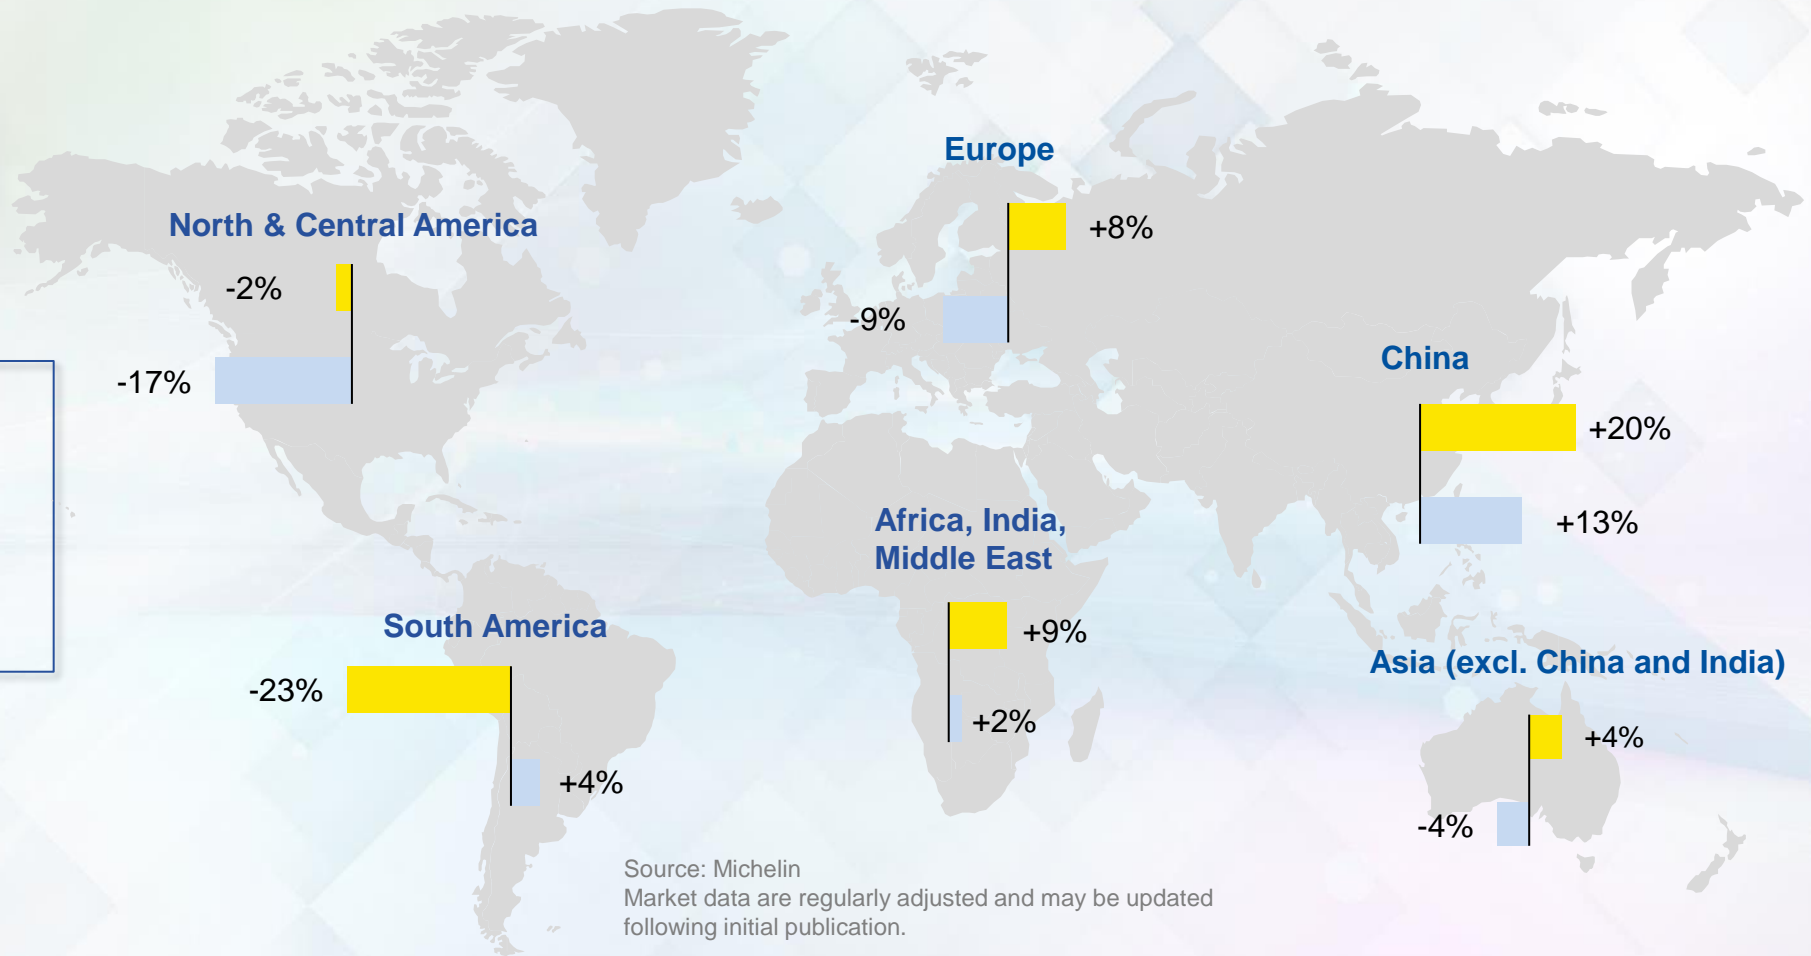 Europe
+8%
-9%
North & Central America
-2%
-17%
China
+20%
+13%
Africa, India,
Middle East
+9%
+2%
South America
-23%
+4%
Asia (excl. China and India)
+4%
-4%
Source: Michelin
Market data are regularly adjusted and may be updated
following initial publication.